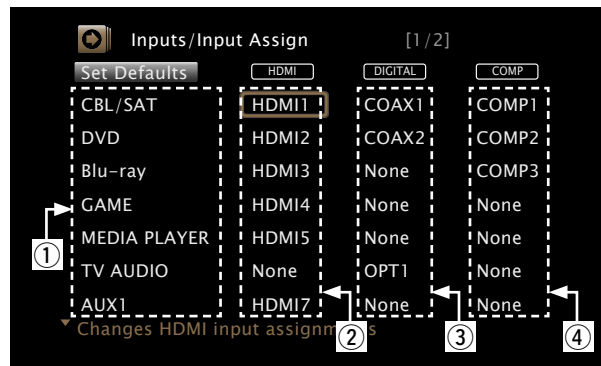 Inputs/Input Assign [1/2]
Set Defaults HDMI DIGITAL COMP
CBL/SAT HDMI1 COAX1 COMP1
DVD HDMI2 COAX2 COMP2
Blu-ray HDMI3 None COMP3
GAME HDMI4 None None
① MEDIA PLAYER HDMI5 None None
TV AUDIO None OPT1 None
AUX1 HDMI7 None None
Changes HDMI input ② ③ ④